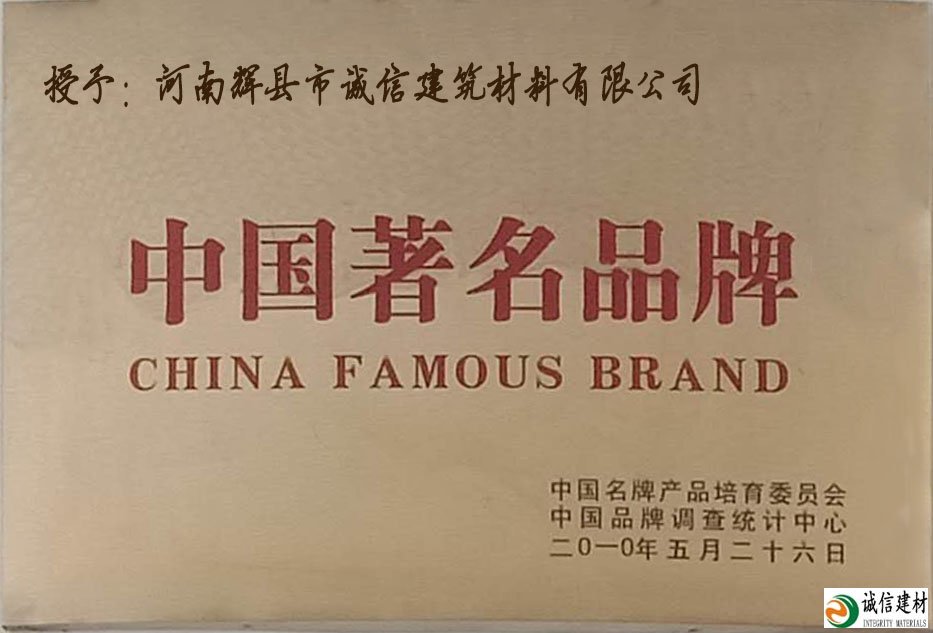 授予：河南辉县市诚信建筑材料有限公司
中国著名品牌
CHINA FAMOUS BRAND
中国名牌产品培育委员会
中国品牌调查统计中心
二0一0年五月二十六日
诚信建材
INTEGRITY MATERIALS